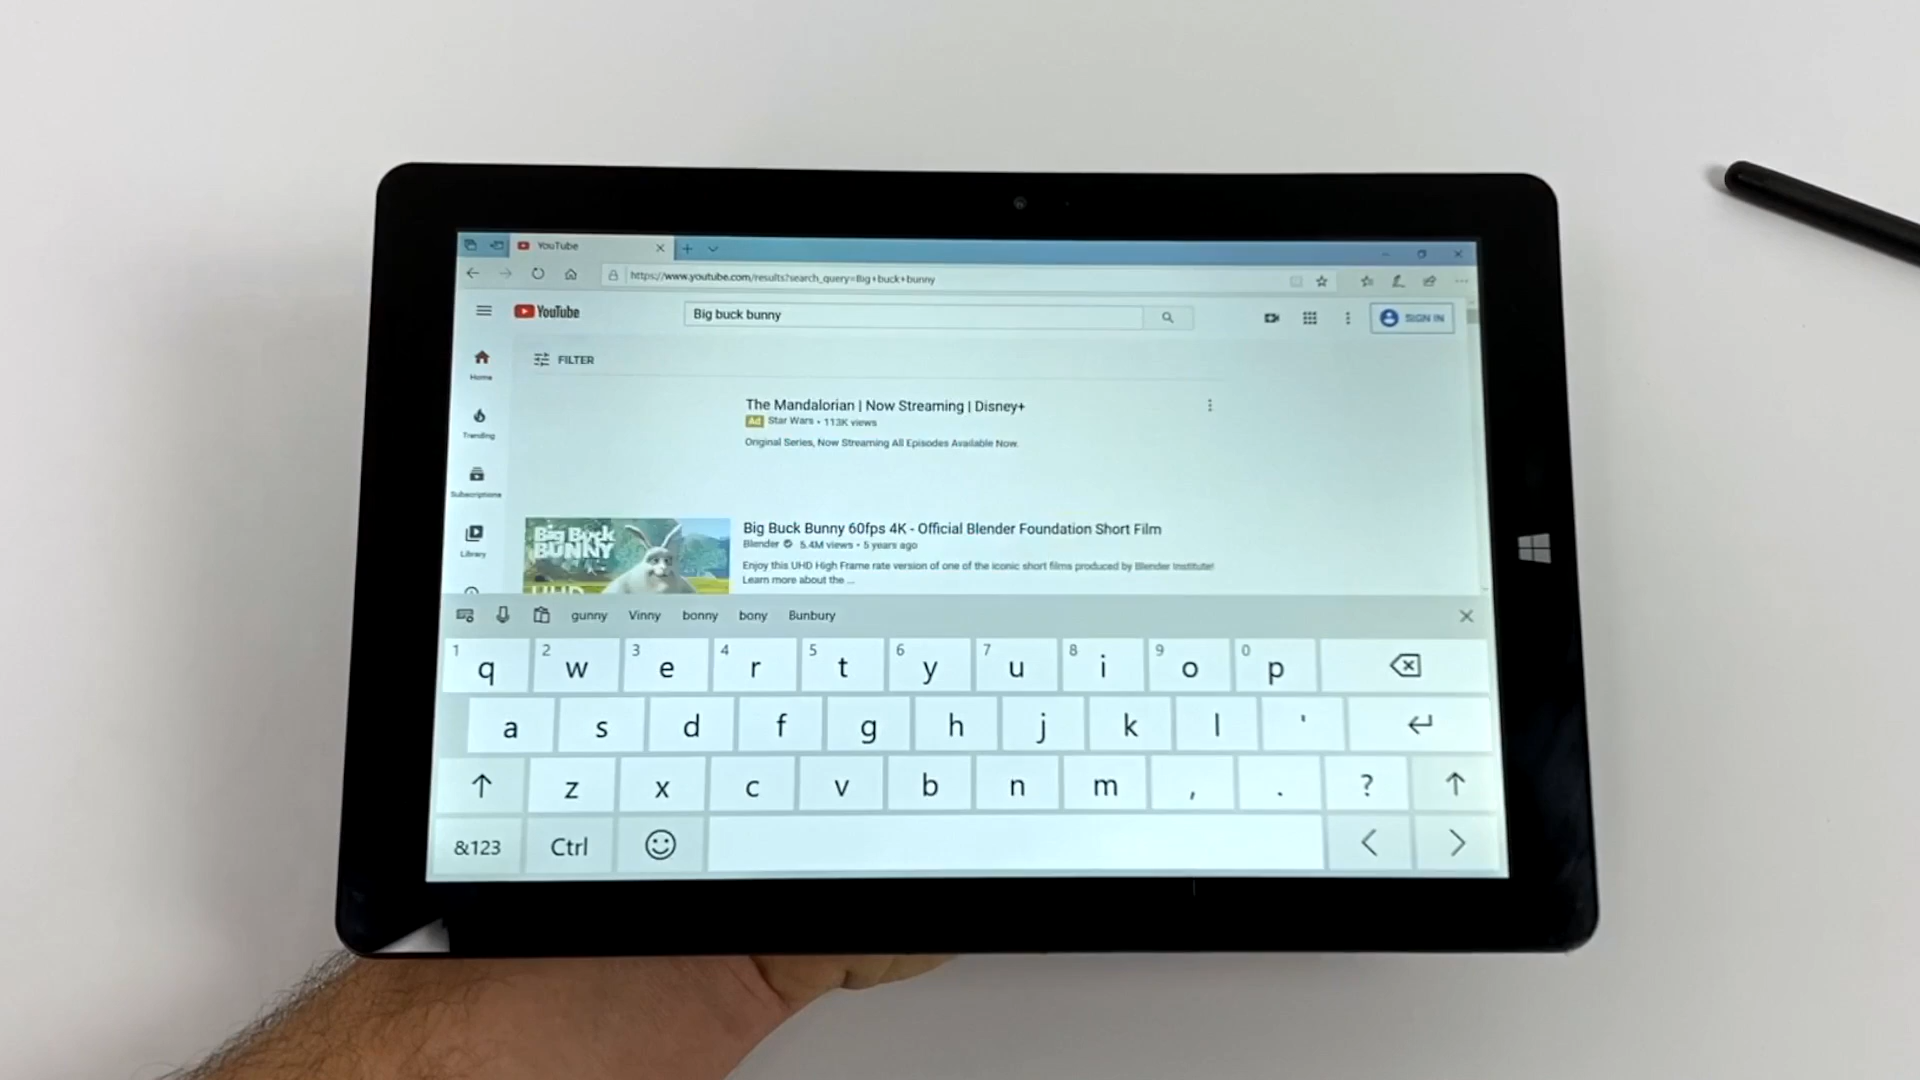 YouTube
https://www.youtube.com/results?search_query=Big+buck+bunny
YouTube
Big buck bunny
SIGN IN
Home
FILTER
The Mandalorian | Now Streaming | Disney+
Ad Star Wars • 113K views
Original Series, Now Streaming All Episodes Available Now.
Trending
Subscriptions
Library
Big Buck
BUNNY
UHD
Big Buck Bunny 60fps 4K - Official Blender Foundation Short Film
Blender 5.4M views • 5 years ago
Enjoy this UHD High Frame rate version of one of the iconic short films produced by Blender Institute!
Learn more about the ...
gunny Vinny bonny bony Bunbury
1 q 2 w 3 e 4 r 5 t 6 y 7 u 8 i 9 o 0 p
a s d f g h j k l '
z x c v b n m , . ?
&123 Ctrl